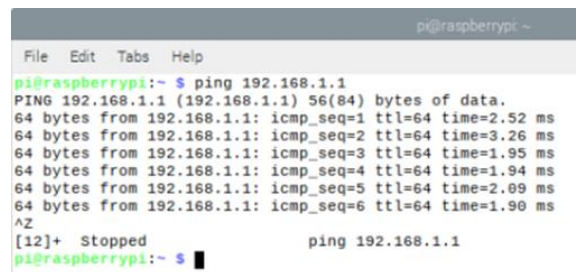 pi@raspberrypi: ~
File Edit Tabs Help
pi@raspberrypi:~ $ ping 192.168.1.1
PING 192.168.1.1 (192.168.1.1) 56(84) bytes of data.
64 bytes from 192.168.1.1: icmp_seq=1 ttl=64 time=2.52 ms
64 bytes from 192.168.1.1: icmp_seq=2 ttl=64 time=3.26 ms
64 bytes from 192.168.1.1: icmp_seq=3 ttl=64 time=1.95 ms
64 bytes from 192.168.1.1: icmp_seq=4 ttl=64 time=1.94 ms
64 bytes from 192.168.1.1: icmp_seq=5 ttl=64 time=2.09 ms
64 bytes from 192.168.1.1: icmp_seq=6 ttl=64 time=1.90 ms
^Z
[12]+ Stopped ping 192.168.1.1
pi@raspberrypi:~ $